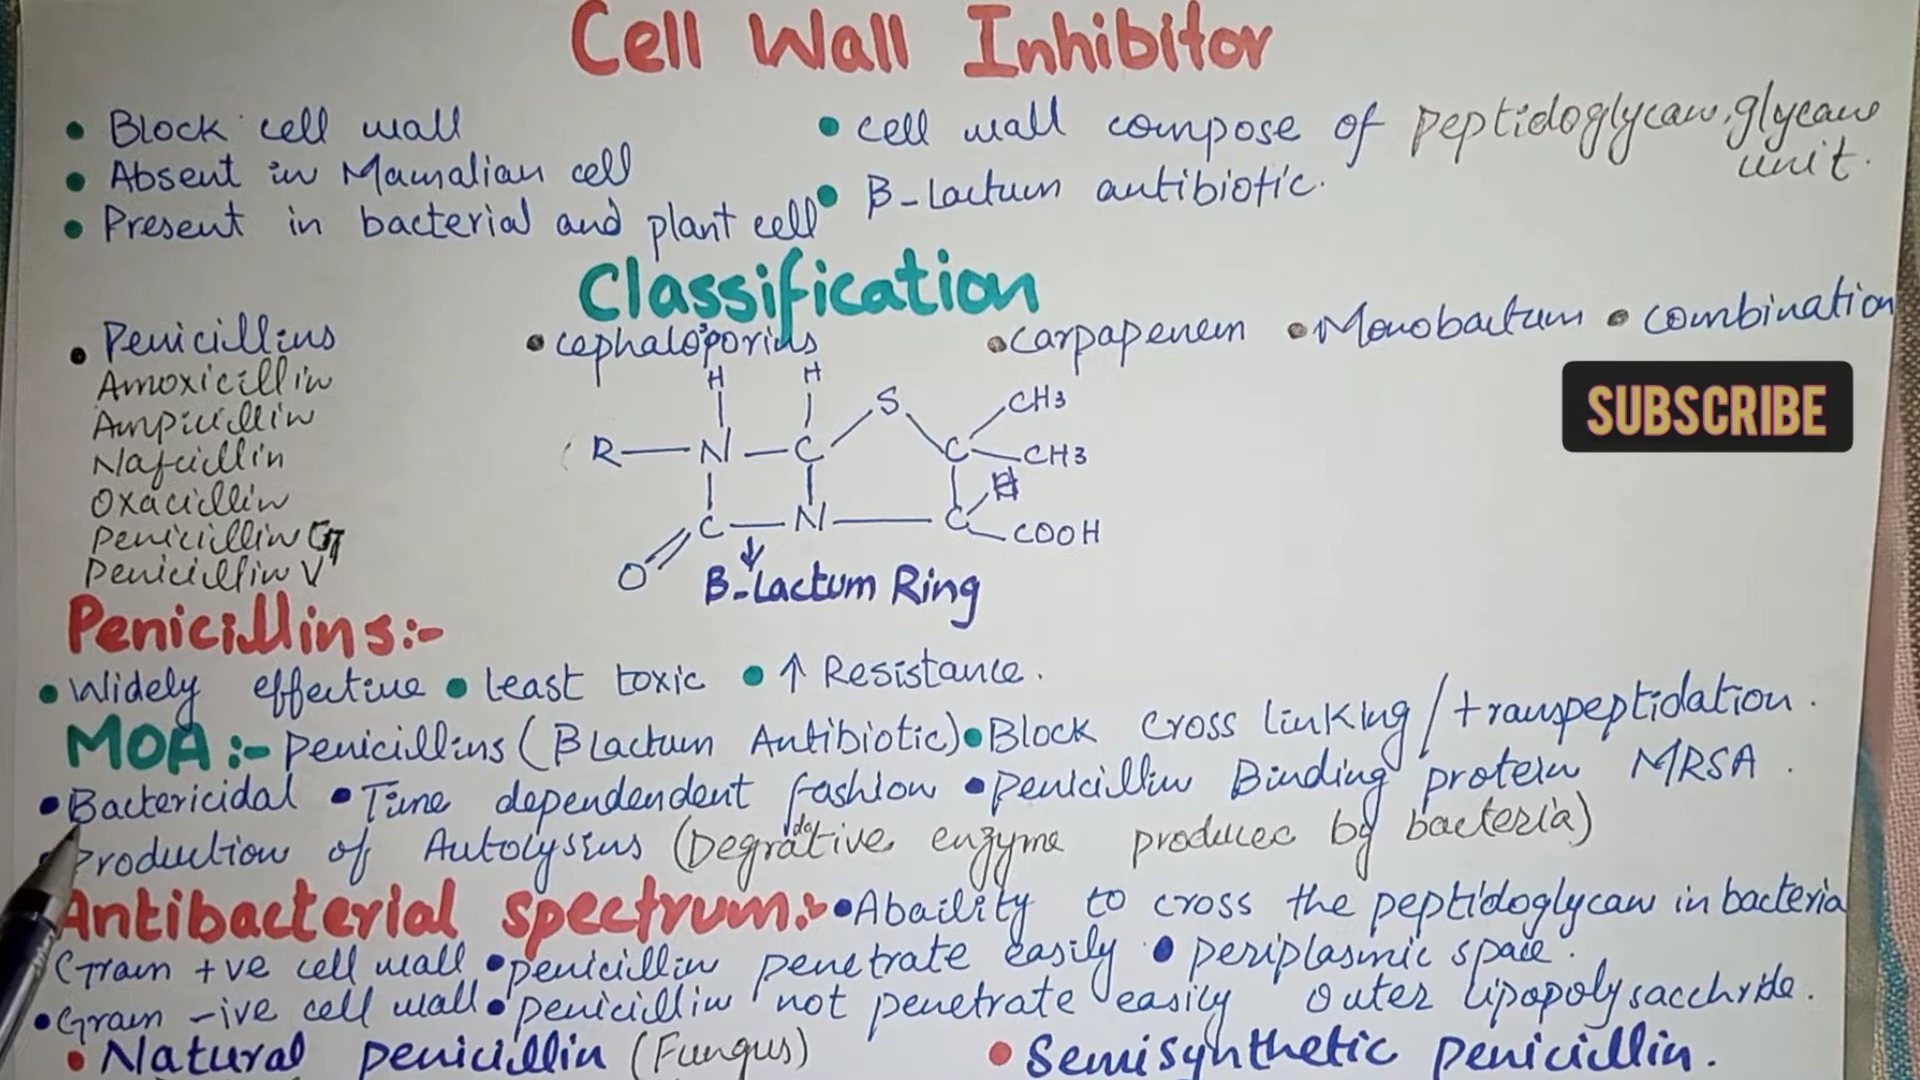 Cell Wall Inhibitor
• Block cell wall
• Absent in Mamalian cell
• Present in bacterial and plant cell
• cell wall compose of peptidoglycan, glycan
unit.
• B-Lactum antibiotic.
Classification
• Penicillins
Amoxicillin
Ampicillin
Nafcillin
Oxacillin
Penicillin G
Penicillin V
• cephalosporins
• carpapenem • Monobactum • combination
SUBSCRIBE
H H
S CH3
R—N—C C CH3
H
C—N—C COOH
O
B-Lactum Ring
Penicillins:-
• Widely effective • Least toxic • ↑ Resistance.
MOA:- Penicillins (B Lactum Antibiotic) • Block cross linking / transpeptidation.
• Bactericidal • Time dependendent fashion • Penicillin Binding protein MRSA.
• Production of Autolysins (Degradative enzyme produce by bacteria)
Antibacterial spectrum:- • Abaility to cross the peptidoglycan in bacteria
Gram +ve cell wall • penicillin penetrate easily • periplasmic space.
• Gram -ive cell wall • penicillin not penetrate easily outer lipopolysacchride.
• Natural penicillin (Fungus)
• Semisynthetic penicillin.